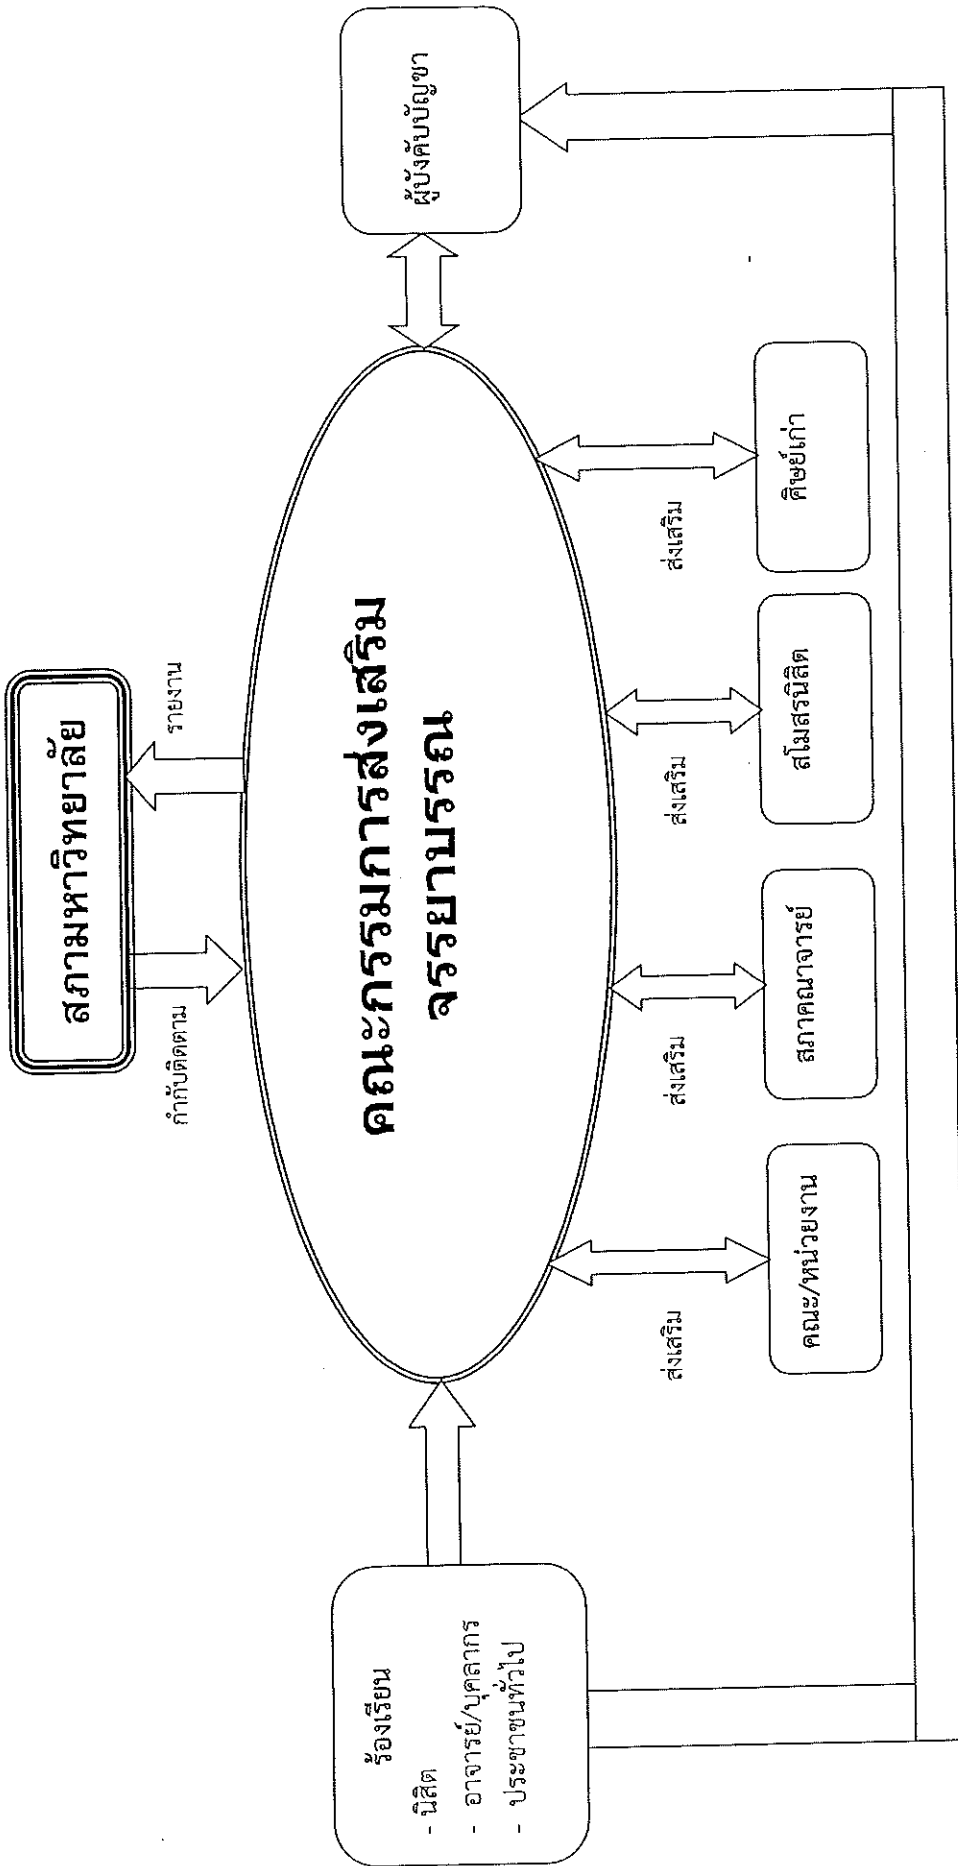 สภามหาวิทยาลัย
กำกับติดตาม
รายงาน
คณะกรรมการส่งเสริม
จรรยาบรรณ
ร้องเรียน
- นิสิต
- อาจารย์/บุคลากร
- ประชาชนทั่วไป
ผู้บังคับบัญชา
ส่งเสริม
ส่งเสริม
ส่งเสริม
ส่งเสริม
คณะ/หน่วยงาน
สภาคณาจารย์
สโมสรนิสิต
ศิษย์เก่า